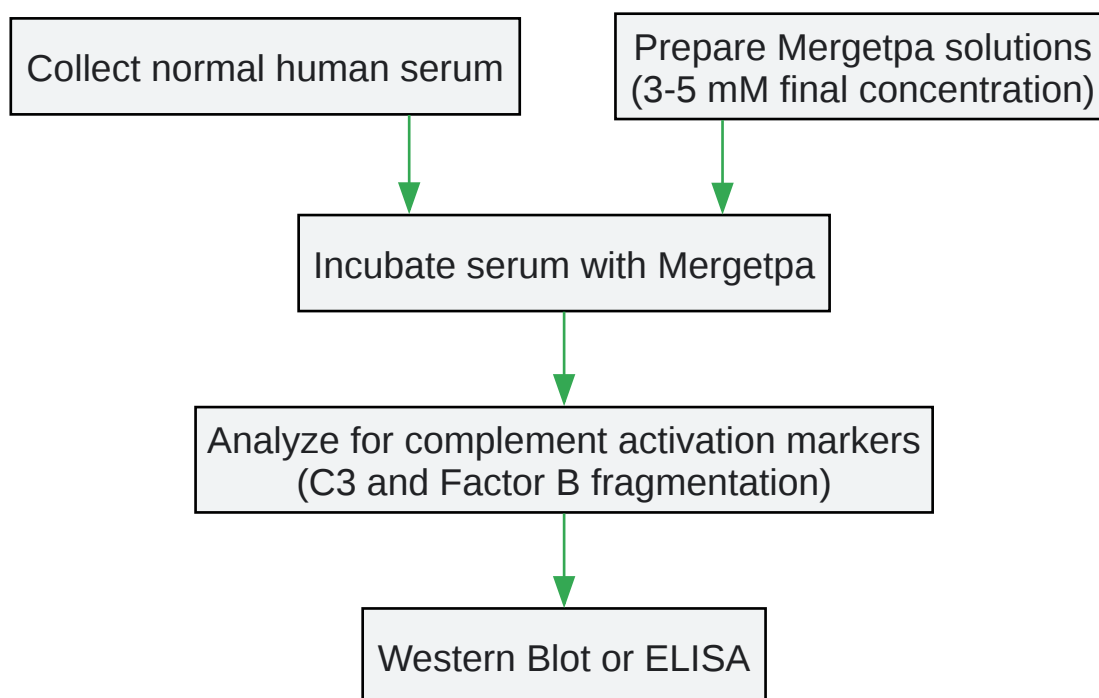 Collect normal human serum
Prepare Mergetpa solutions
(3-5 mM final concentration)
Incubate serum with Mergetpa
Analyze for complement activation markers
(C3 and Factor B fragmentation)
Western Blot or ELISA